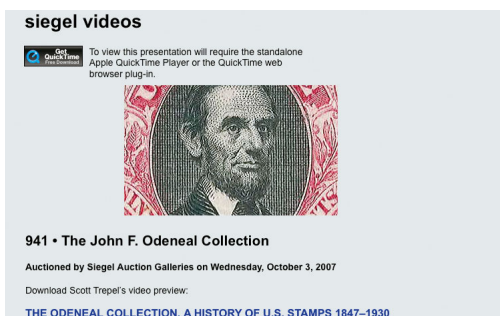 siegel videos
Get
QuickTime
Free Download
To view this presentation will require the standalone
Apple QuickTime Player or the QuickTime web
browser plug-in.
941 • The John F. Odeneal Collection
Auctioned by Siegel Auction Galleries on Wednesday, October 3, 2007
Download Scott Trepel's video preview:
THE ODENEAL COLLECTION, A HISTORY OF U.S. STAMPS 1847–1930